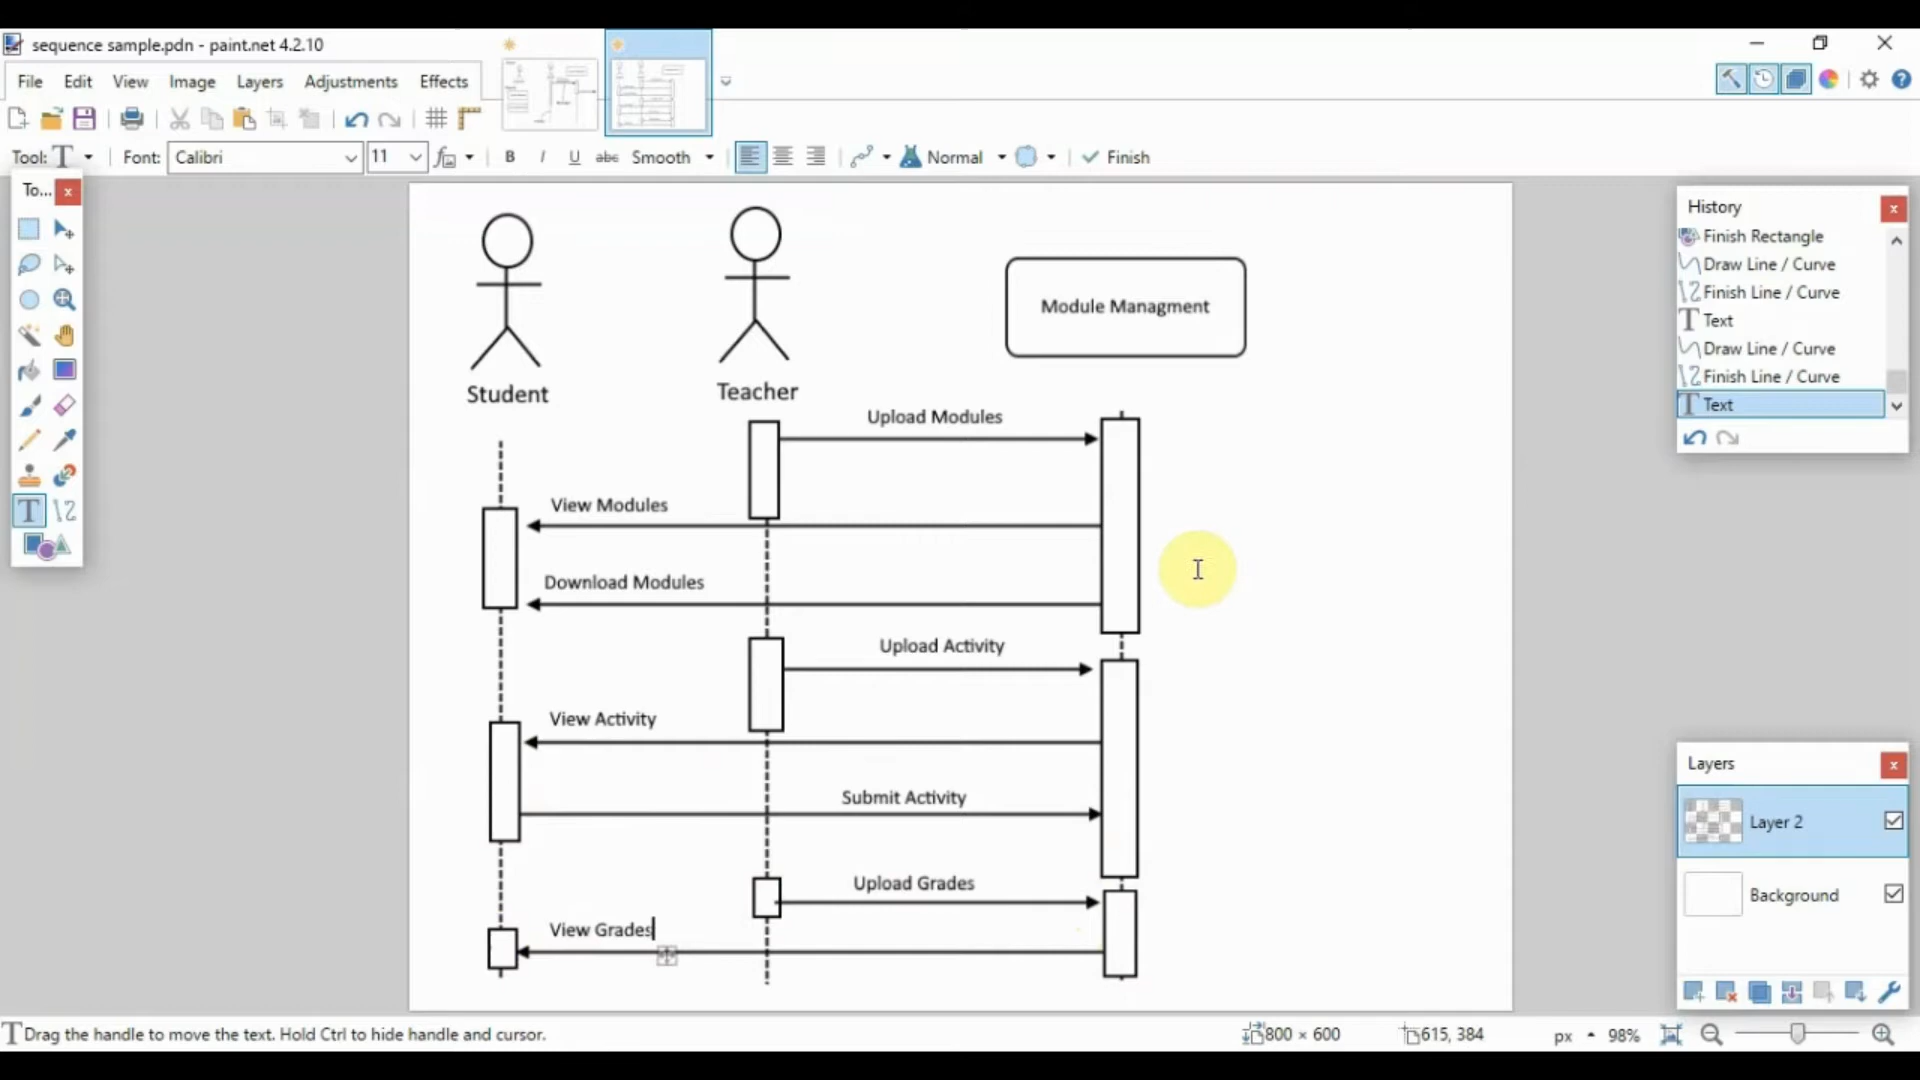 sequence sample.pdn - paint.net 4.2.10
File Edit View Image Layers Adjustments Effects
Tool: T Font: Calibri 11 fx B I U abc Smooth Normal Finish
To...
History
Finish Rectangle
Draw Line / Curve
Finish Line / Curve
Text
Draw Line / Curve
Finish Line / Curve
Text
Module Managment
Student
Teacher
Upload Modules
View Modules
Download Modules
Upload Activity
View Activity
Submit Activity
Upload Grades
View Grades
Layers
Layer 2
Background
Drag the handle to move the text. Hold Ctrl to hide handle and cursor. 800 × 600 615, 384 px 98%